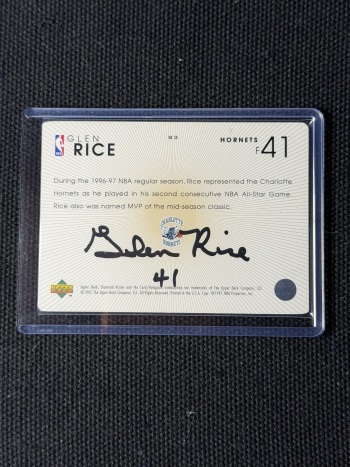 GLEN
RICE
S3
HORNETS
F 41
During the 1996-97 NBA regular season, Rice represented the Charlotte
Hornets as he played in his second consecutive NBA All-Star Game.
Rice also was named MVP of the mid-season classic.
CHARLOTTE
HORNETS
Glen Rice
41